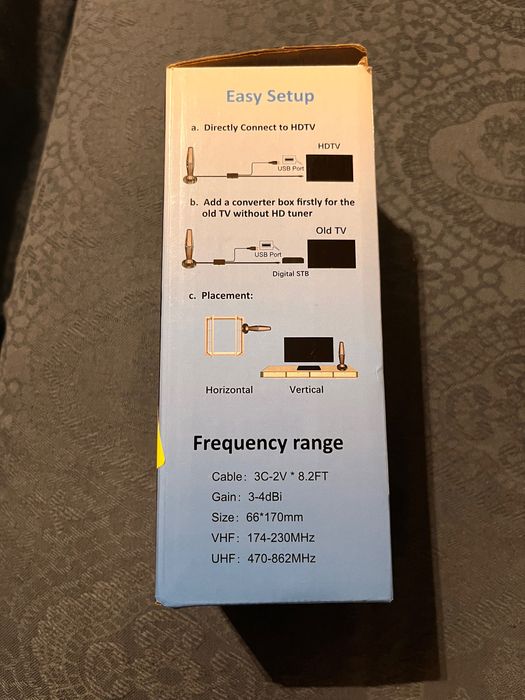 Easy Setup
a. Directly Connect to HDTV
HDTV
USB Port
b. Add a converter box firstly for the
old TV without HD tuner
Old TV
USB Port
Digital STB
c. Placement:
Horizontal
Vertical
Frequency range
Cable: 3C-2V * 8.2FT
Gain: 3-4dBi
Size: 66*170mm
VHF: 174-230MHz
UHF: 470-862MHz